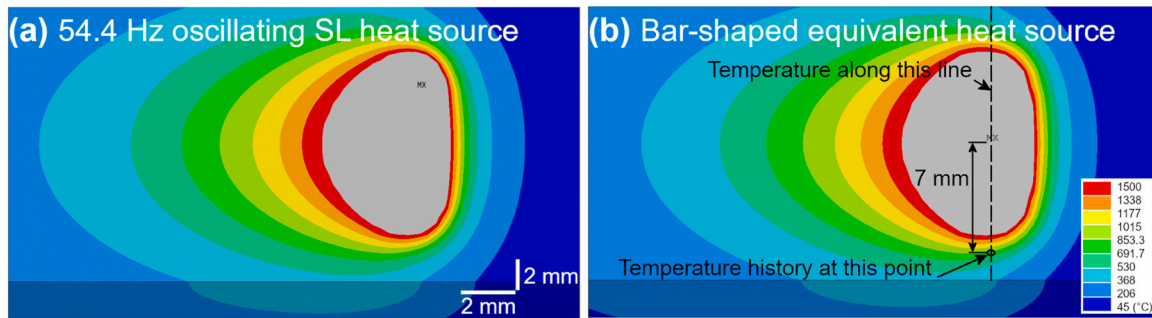 (a) 54.4 Hz oscillating SL heat source
MX
2 mm
2 mm
(b) Bar-shaped equivalent heat source
Temperature along this line
MX
7 mm
Temperature history at this point
1500
1338
1177
1015
853.3
691.7
530
368
206
45 (°C)